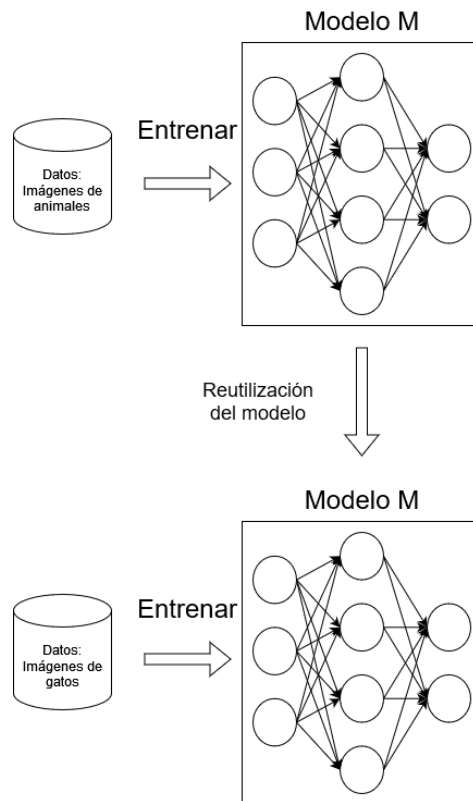 Modelo M
Entrenar
Datos:
Imágenes de
animales
Reutilización
del modelo
Modelo M
Entrenar
Datos:
Imágenes de
gatos